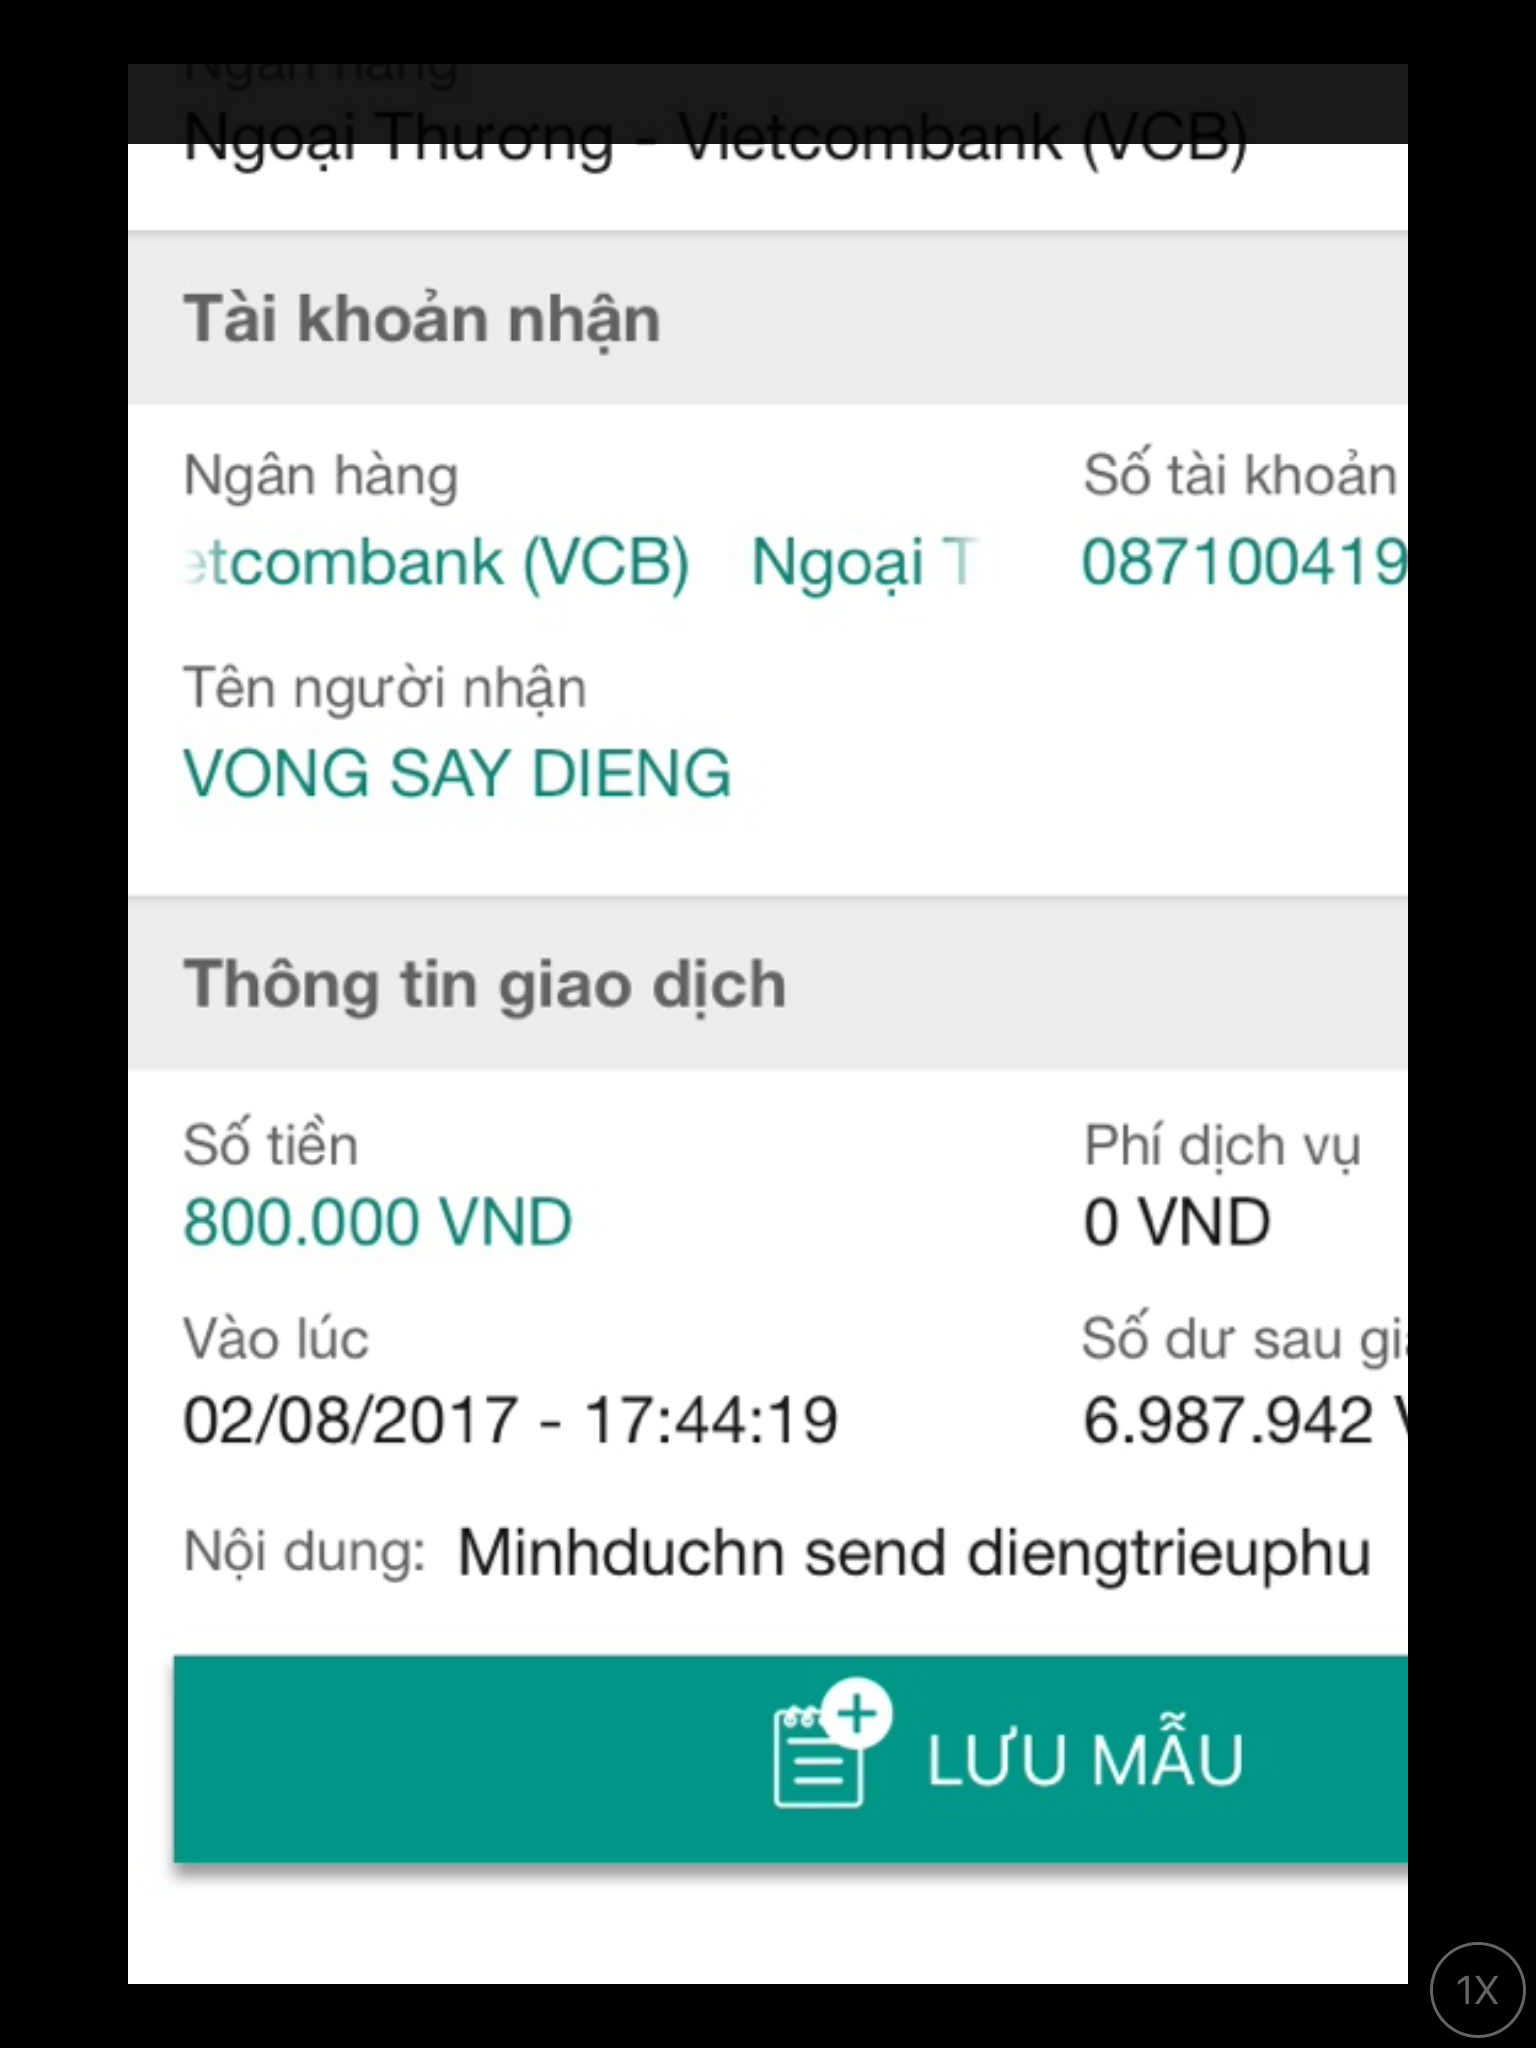 Ngân hàng
Ngoại Thương - Vietcombank (VCB)
Tài khoản nhận
Ngân hàng Số tài khoản
etcombank (VCB) Ngoại T 087100419
Tên người nhận
VONG SAY DIENG
Thông tin giao dịch
Số tiền Phí dịch vụ
800.000 VND 0 VND
Vào lúc Số dư sau gi
02/08/2017 - 17:44:19 6.987.942 V
Nội dung: Minhduchn send diengtrieuphu
LƯU MẪU
1X